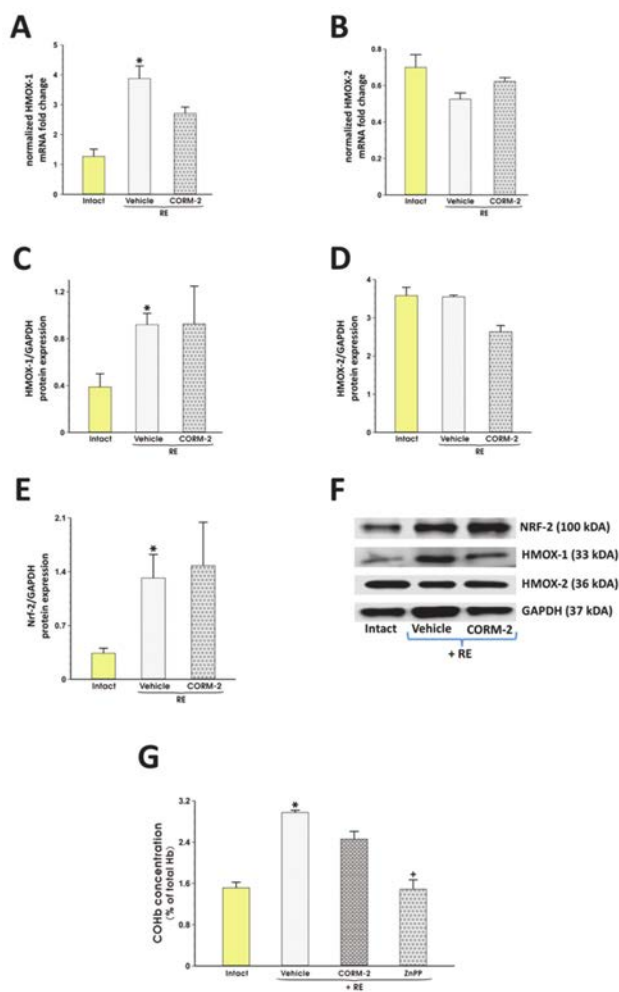 A
normalized HMOX-1
mRNA fold change
5
4
3
2
1
0
*
Intact
Vehicle
CORM-2
RE
B
normalized HMOX-2
mRNA fold change
0.8
0.6
0.4
0.2
0
Intact
Vehicle
CORM-2
RE
C
HMOX-1/GAPDH
protein expression
1.2
0.8
0.4
0
*
Intact
Vehicle
CORM-2
RE
D
HMOX-2/GAPDH
protein expression
4
3
2
1
0
Intact
Vehicle
CORM-2
RE
E
Nrf-2/GAPDH
protein expression
2.1
1.4
0.7
0
*
Intact
Vehicle
CORM-2
RE
F
NRF-2 (100 kDA)
HMOX-1 (33 kDA)
HMOX-2 (36 kDA)
GAPDH (37 kDA)
Intact Vehicle CORM-2
+ RE
G
COHb concentration
(% of total Hb)
3.2
2.4
1.6
0.8
0
*
+
Intact
Vehicle
CORM-2
ZnPP
+ RE